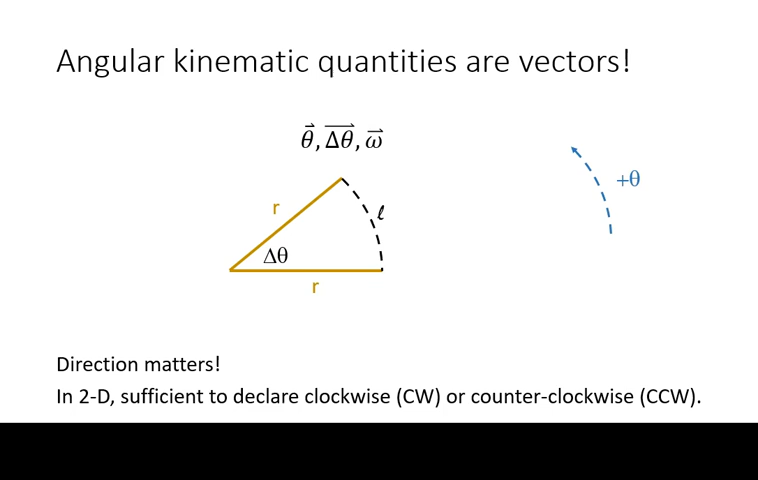 Angular kinematic quantities are vectors!
θ⃗, Δθ⃗, ω⃗
+θ
r
ℓ
Δθ
r
Direction matters!
In 2-D, sufficient to declare clockwise (CW) or counter-clockwise (CCW).